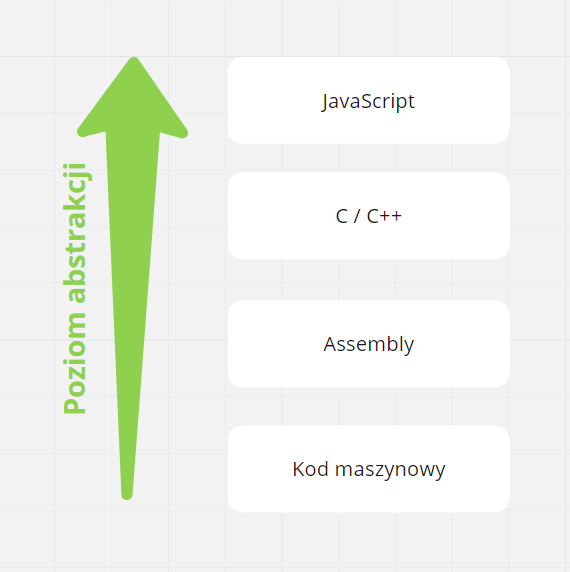 Poziom abstrakcji
JavaScript
C / C++
Assembly
Kod maszynowy